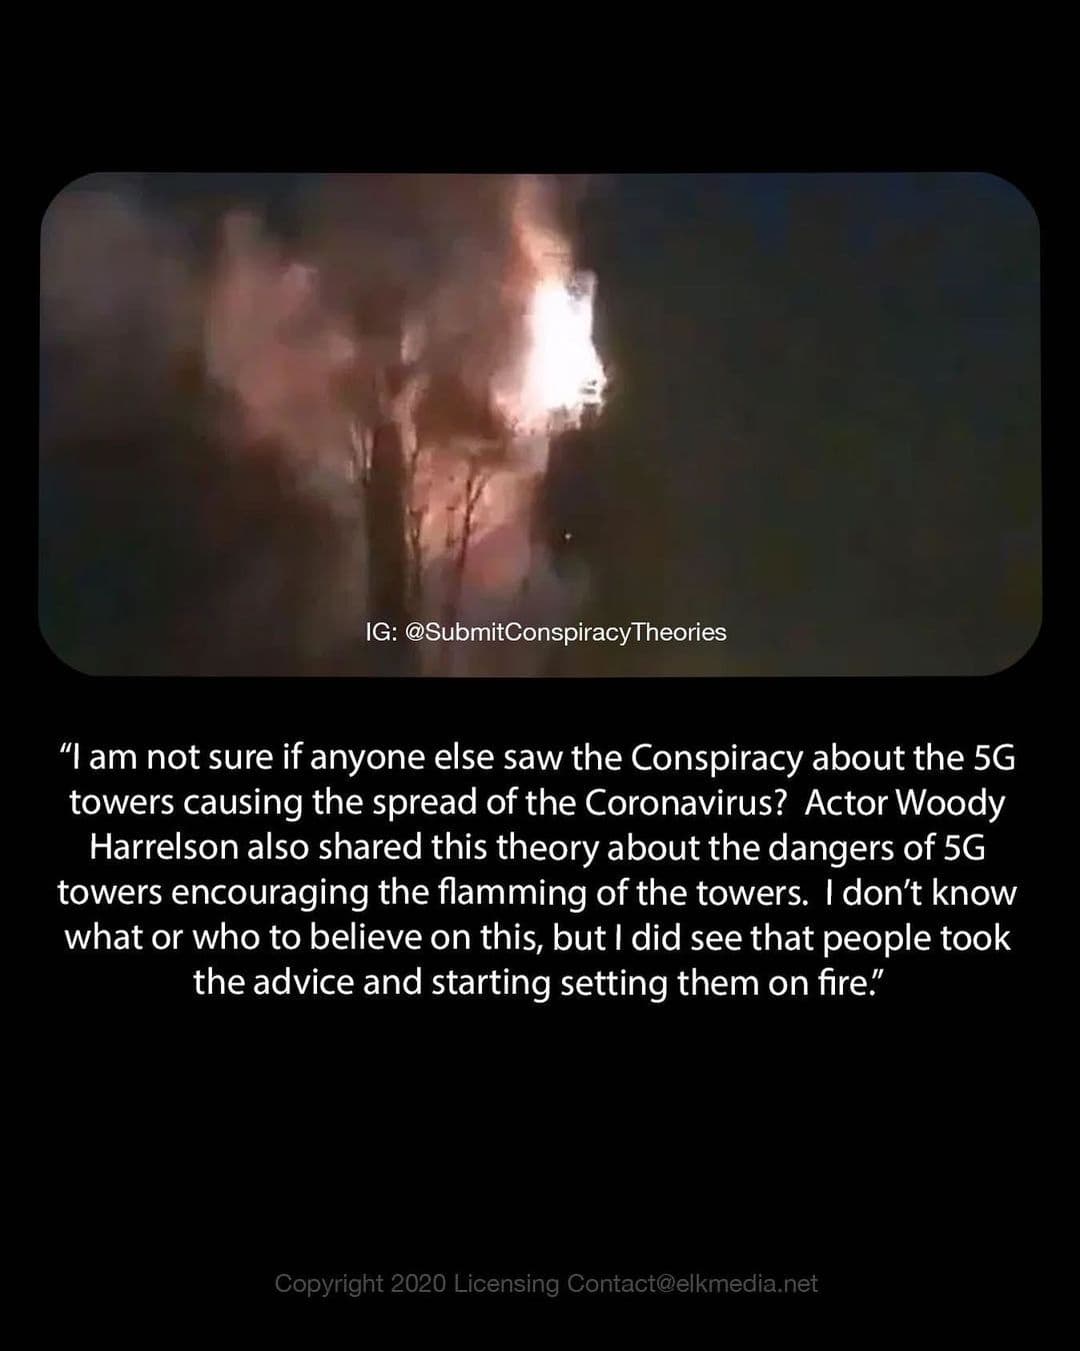 IG: @SubmitConspiracyTheories
“I am not sure if anyone else saw the Conspiracy about the 5G
towers causing the spread of the Coronavirus?  Actor Woody
Harrelson also shared this theory about the dangers of 5G
towers encouraging the flamming of the towers.  I don’t know
what or who to believe on this, but I did see that people took
the advice and starting setting them on fire.”
Copyright 2020 Licensing Contact@elkmedia.net